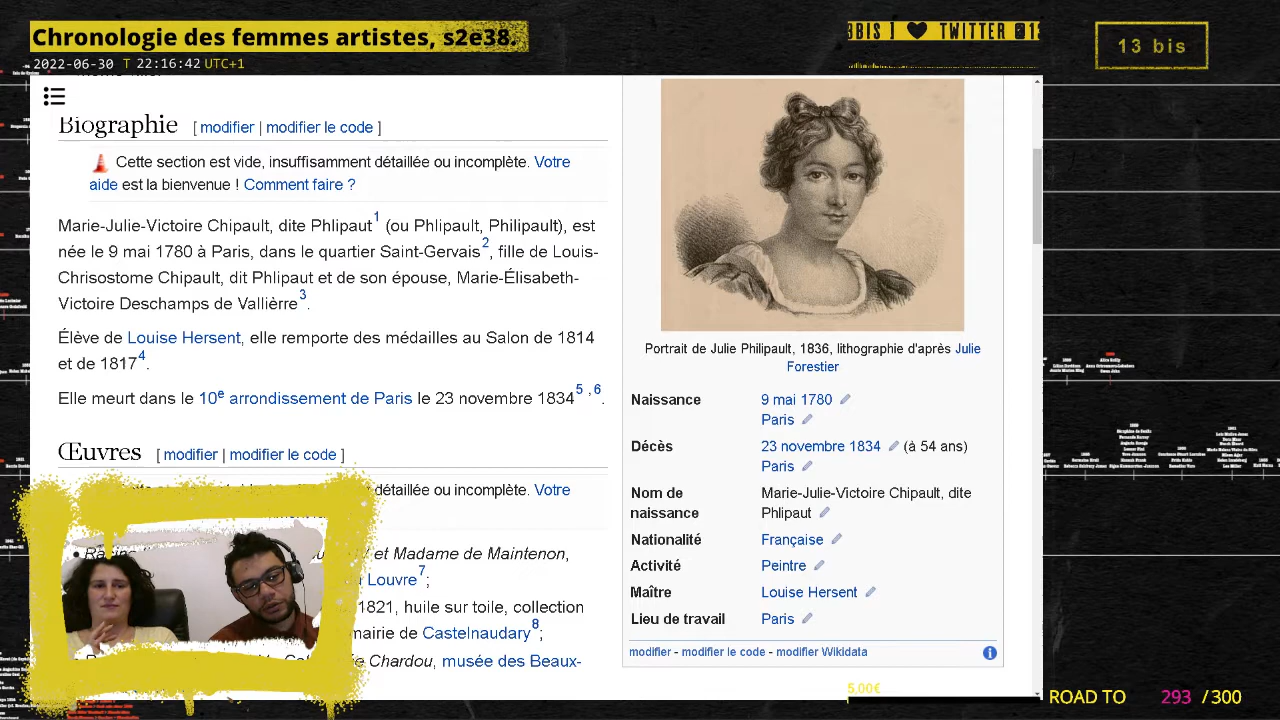 Chronologie des femmes artistes, s2e38.
2022-06-30 T 22:16:42 UTC+1
BIS I ♥ TWITTER @1
13 bis
Biographie [ modifier | modifier le code ]
Cette section est vide, insuffisamment détaillée ou incomplète. Votre
aide est la bienvenue ! Comment faire ?
Marie-Julie-Victoire Chipault, dite Phlipaut1 (ou Phlipault, Philipault), est
née le 9 mai 1780 à Paris, dans le quartier Saint-Gervais2, fille de Louis-
Chrisostome Chipault, dit Phlipaut et de son épouse, Marie-Élisabeth-
Victoire Deschamps de Vallièrre3.
Élève de Louise Hersent, elle remporte des médailles au Salon de 1814
et de 18174.
Elle meurt dans le 10e arrondissement de Paris le 23 novembre 18345,6.
Œuvres [ modifier | modifier le code ]
détaillée ou incomplète. Votre
et Madame de Maintenon,
Louvre7;
1821, huile sur toile, collection
mairie de Castelnaudary8;
Chardou, musée des Beaux-
Portrait de Julie Philipault, 1836, lithographie d'après Julie
Forestier
Naissance 9 mai 1780
Paris
Décès 23 novembre 1834 (à 54 ans)
Paris
Nom de naissance Marie-Julie-Victoire Chipault, dite
Phlipaut
Nationalité Française
Activité Peintre
Maître Louise Hersent
Lieu de travail Paris
modifier - modifier le code - modifier Wikidata
5,00€
ROAD TO 293 / 300